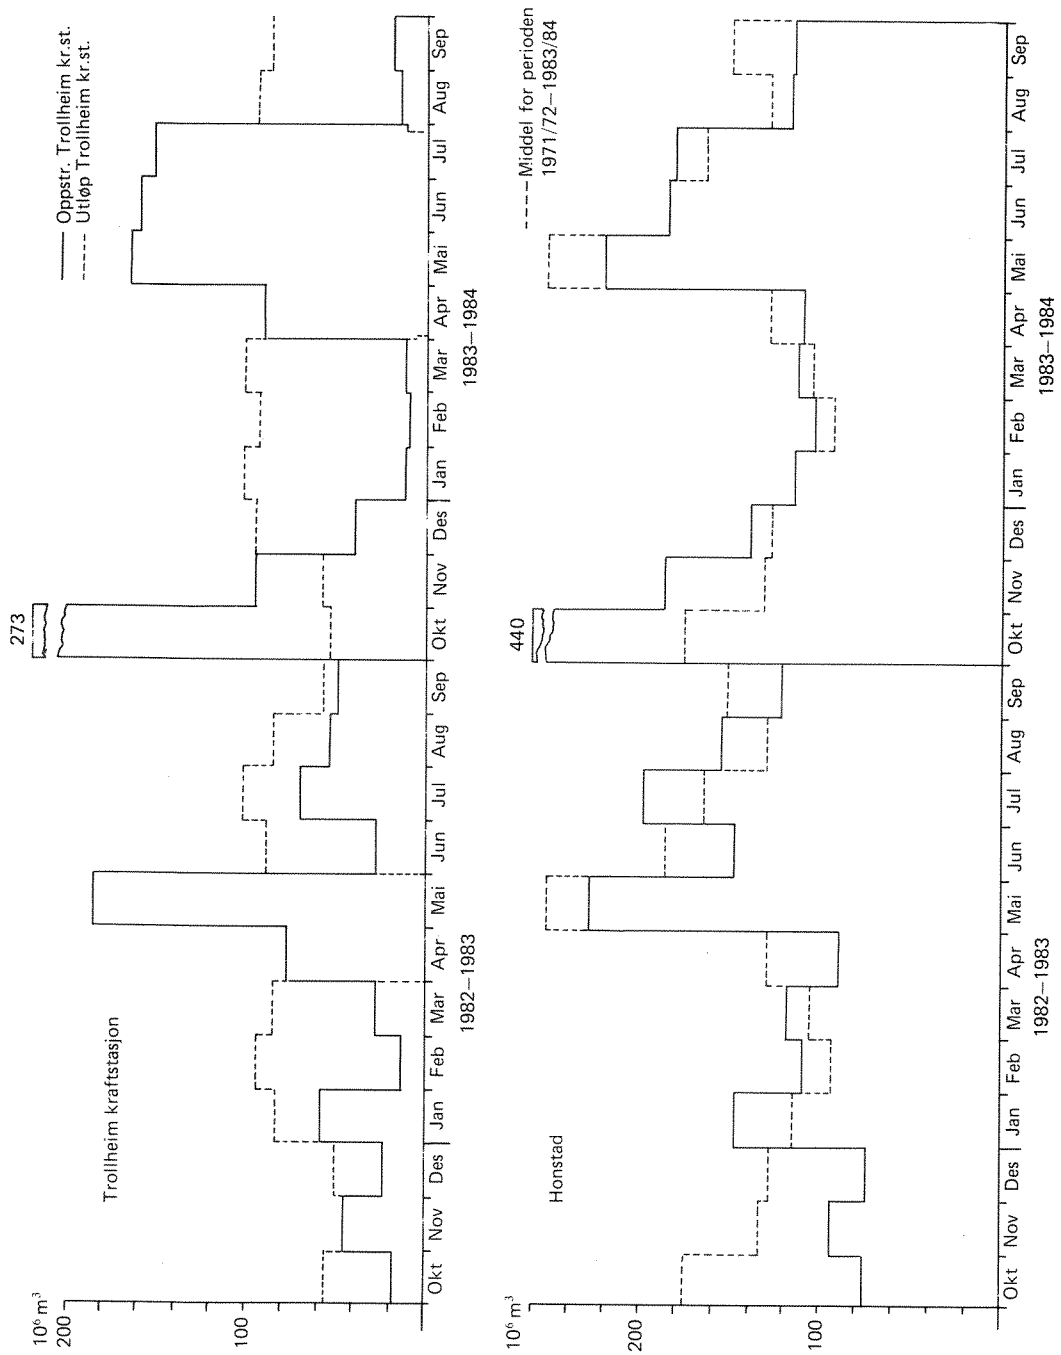 Trollheim kraftstasjon
—— Oppstr. Trollheim kr.st.
---- Utløp Trollheim kr.st.
10⁶ m³
200
100
273
Okt Nov Des Jan Feb Mar Apr Mai Jun Jul Aug Sep Okt Nov Des Jan Feb Mar Apr Mai Jun Jul Aug Sep
1982–1983
1983–1984
Honstad
---- Middel for perioden
1971/72–1983/84
10⁶ m³
200
100
440
Okt Nov Des Jan Feb Mar Apr Mai Jun Jul Aug Sep Okt Nov Des Jan Feb Mar Apr Mai Jun Jul Aug Sep
1982–1983
1983–1984